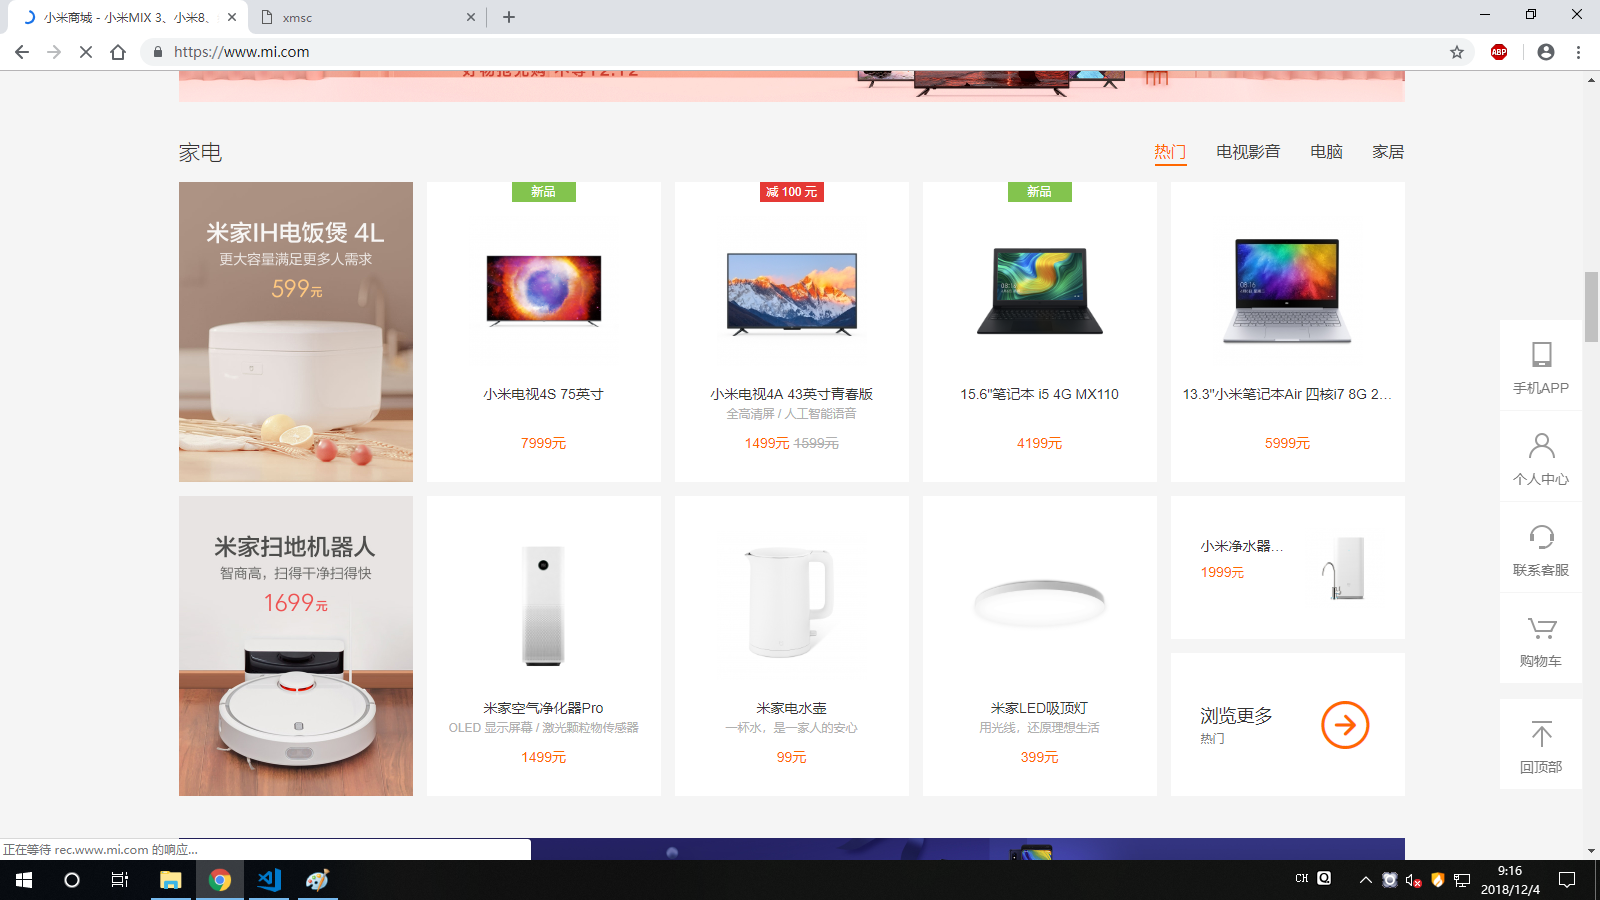 小米商城 - 小米MIX 3、小米8、
xmsc
https://www.mi.com
ABP
好物抢先购 不等12.12
家电
热门
电视影音
电脑
家居
米家IH电饭煲 4L
更大容量满足更多人需求
599元
新品
小米电视4S 75英寸
7999元
减 100 元
小米电视4A 43英寸青春版
全高清屏 / 人工智能语音
1499元 1599元
新品
15.6"笔记本 i5 4G MX110
4199元
13.3"小米笔记本Air 四核i7 8G 2...
5999元
米家扫地机器人
智商高，扫得干净扫得快
1699元
米家空气净化器Pro
OLED 显示屏幕 / 激光颗粒物传感器
1499元
米家电水壶
一杯水，是一家人的安心
99元
米家LED吸顶灯
用光线，还原理想生活
399元
小米净水器...
1999元
浏览更多
热门
手机APP
个人中心
联系客服
购物车
回顶部
正在等待 rec.www.mi.com 的响应...
CH
9:16
2018/12/4